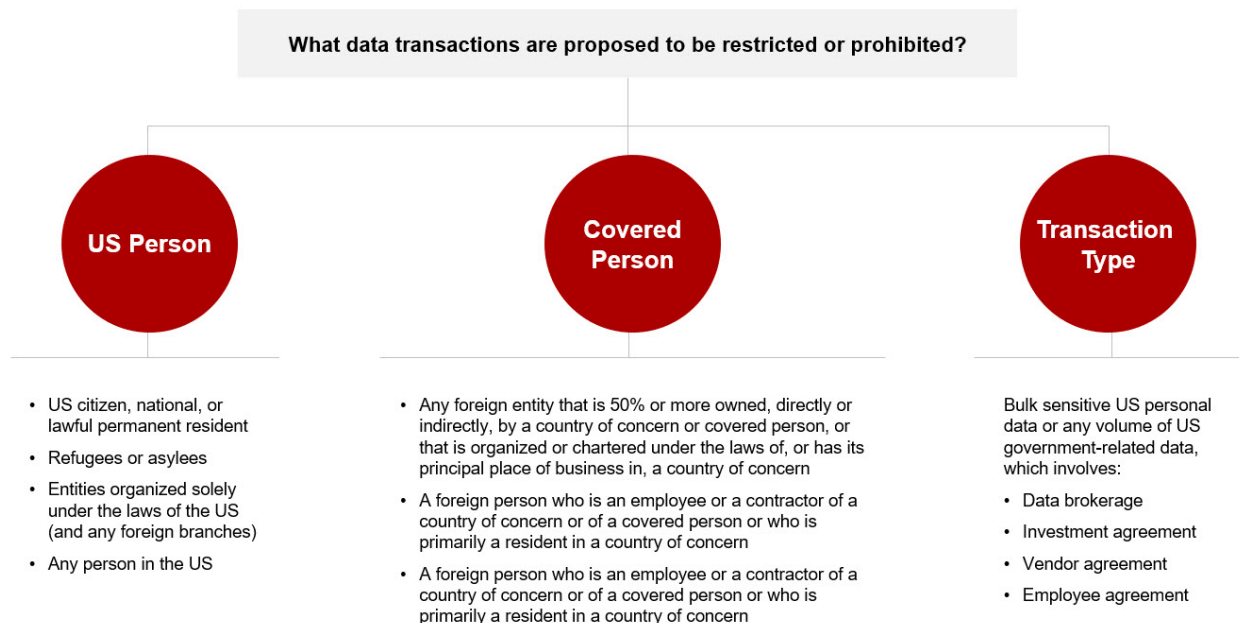 What data transactions are proposed to be restricted or prohibited?
US Person
Covered
Person
Transaction
Type
• US citizen, national, or
lawful permanent resident
• Refugees or asylees
• Entities organized solely
under the laws of the US
(and any foreign branches)
• Any person in the US
• Any foreign entity that is 50% or more owned, directly or
indirectly, by a country of concern or covered person, or
that is organized or chartered under the laws of, or has its
principal place of business in, a country of concern
• A foreign person who is an employee or a contractor of a
country of concern or of a covered person or who is
primarily a resident in a country of concern
• A foreign person who is an employee or a contractor of a
country of concern or of a covered person or who is
primarily a resident in a country of concern
Bulk sensitive US personal
data or any volume of US
government-related data,
which involves:
• Data brokerage
• Investment agreement
• Vendor agreement
• Employee agreement